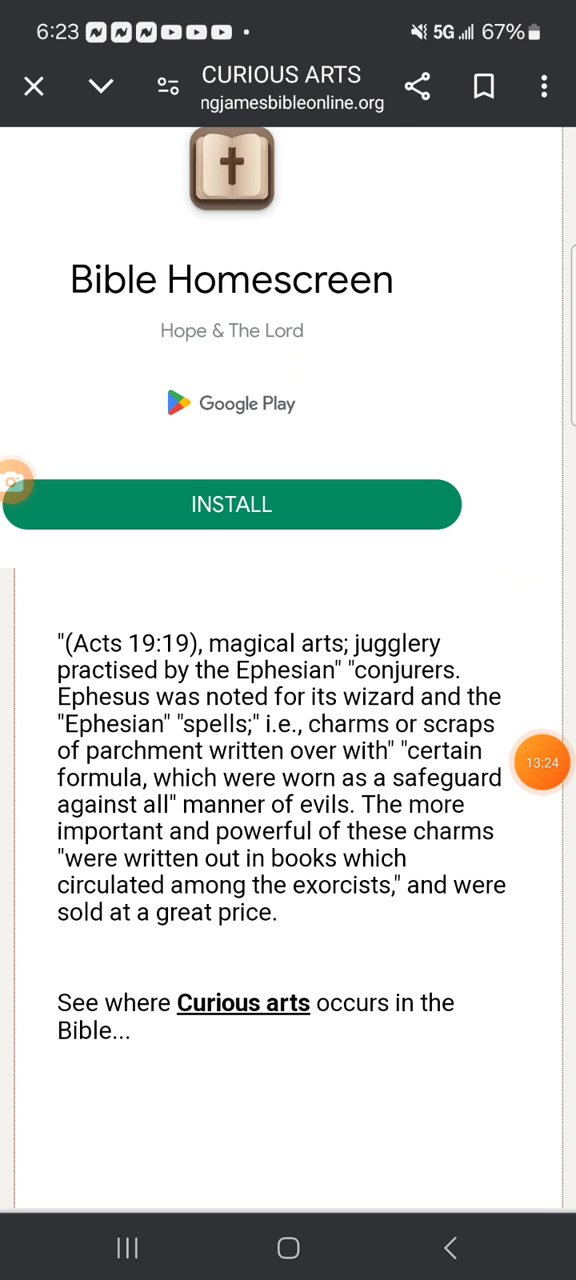 6:23
5G 67%
CURIOUS ARTS
ngjamesbibleonline.org
Bible Homescreen
Hope & The Lord
Google Play
INSTALL
"(Acts 19:19), magical arts; jugglery
practised by the Ephesian" "conjurers.
Ephesus was noted for its wizard and the
"Ephesian" "spells;" i.e., charms or scraps
of parchment written over with" "certain
13:24
formula, which were worn as a safeguard
against all" manner of evils. The more
important and powerful of these charms
"were written out in books which
circulated among the exorcists," and were
sold at a great price.
See where Curious arts occurs in the
Bible...